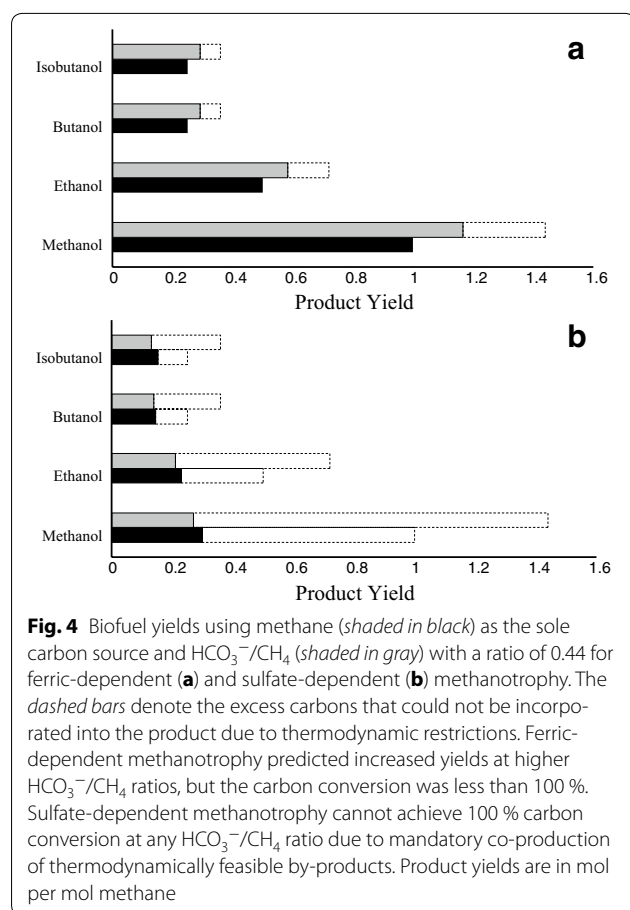 a
Isobutanol
Butanol
Ethanol
Methanol
0 0.2 0.4 0.6 0.8 1 1.2 1.4 1.6
Product Yield
b
Isobutanol
Butanol
Ethanol
Methanol
0 0.2 0.4 0.6 0.8 1 1.2 1.4 1.6
Product Yield
Fig. 4 Biofuel yields using methane (shaded in black) as the sole
carbon source and HCO₃⁻/CH₄ (shaded in gray) with a ratio of 0.44 for
ferric-dependent (a) and sulfate-dependent (b) methanotrophy. The
dashed bars denote the excess carbons that could not be incorpo-
rated into the product due to thermodynamic restrictions. Ferric-
dependent methanotrophy predicted increased yields at higher
HCO₃⁻/CH₄ ratios, but the carbon conversion was less than 100 %.
Sulfate-dependent methanotrophy cannot achieve 100 % carbon
conversion at any HCO₃⁻/CH₄ ratio due to mandatory co-production
of thermodynamically feasible by-products. Product yields are in mol
per mol methane